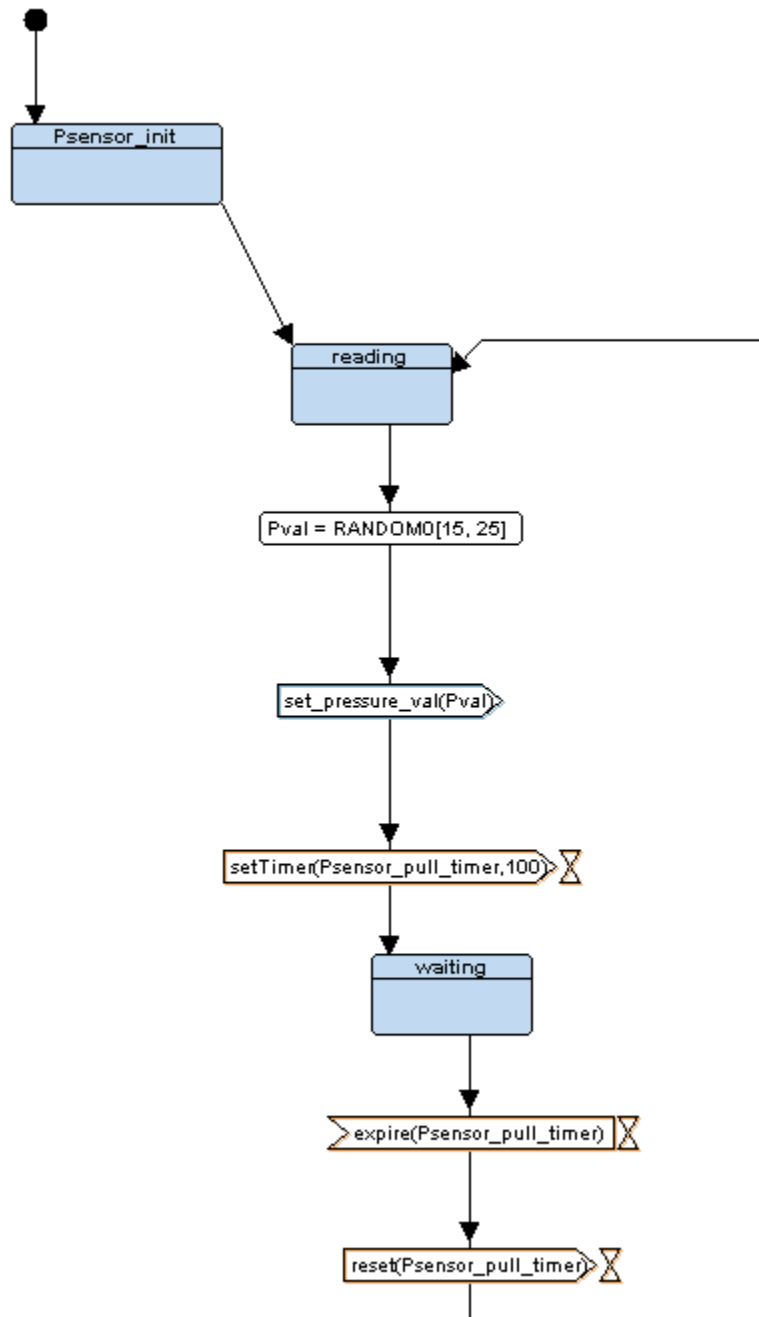 Psensor_init
reading
Pval = RANDOM0[15, 25]
set_pressure_val(Pval)
setTimer(Psensor_pull_timer,100)
waiting
expire(Psensor_pull_timer)
reset(Psensor_pull_timer)